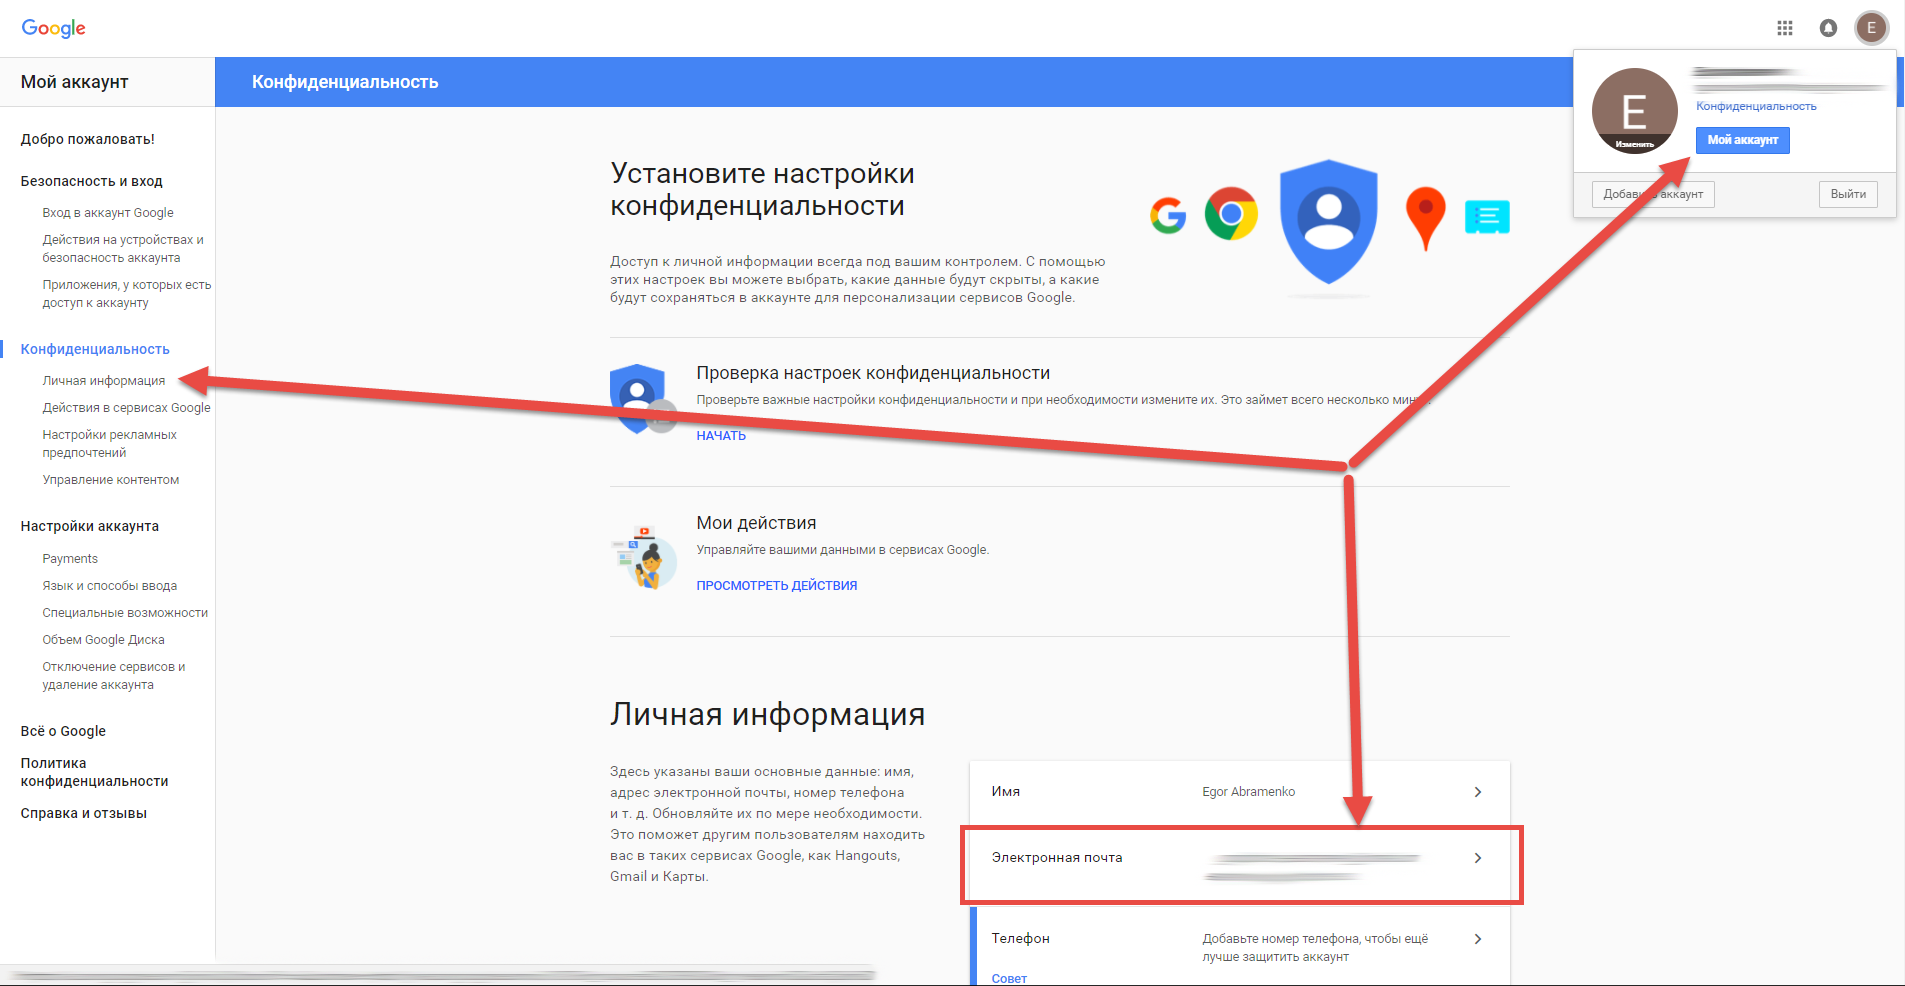 Google
E
Мой аккаунт
Конфиденциальность
E
Изменить
Конфиденциальность
Мой аккаунт
аккаунт
Выйти
Добро пожаловать!
Безопасность и вход
Вход в аккаунт Google
Действия на устройствах и
безопасность аккаунта
Приложения, у которых есть
доступ к аккаунту
Конфиденциальность
Личная информация
Действия в сервисах Google
Настройки рекламных
предпочтений
Управление контентом
Настройки аккаунта
Payments
Язык и способы ввода
Специальные возможности
Объем Google Диска
Отключение сервисов и
удаление аккаунта
Всё о Google
Политика
конфиденциальности
Справка и отзывы
Установите настройки
конфиденциальности
Доступ к личной информации всегда под вашим контролем. С помощью
этих настроек вы можете выбрать, какие данные будут скрыты, а какие
будут сохраняться в аккаунте для персонализации сервисов Google.
Проверка настроек конфиденциальности
Проверьте важные настройки конфиденциальности и при необходимости измените их. Это займет всего несколько
НАЧАТЬ
Мои действия
Управляйте вашими данными в сервисах Google.
ПРОСМОТРЕТЬ ДЕЙСТВИЯ
Личная информация
Здесь указаны ваши основные данные: имя,
адрес электронной почты, номер телефона
и т. д. Обновляйте их по мере необходимости.
Это поможет другим пользователям находить
вас в таких сервисах Google, как Hangouts,
Gmail и Карты.
Имя Egor Abramenko
Электронная почта
Телефон Добавьте номер телефона, чтобы ещё
лучше защитить аккаунт
Совет